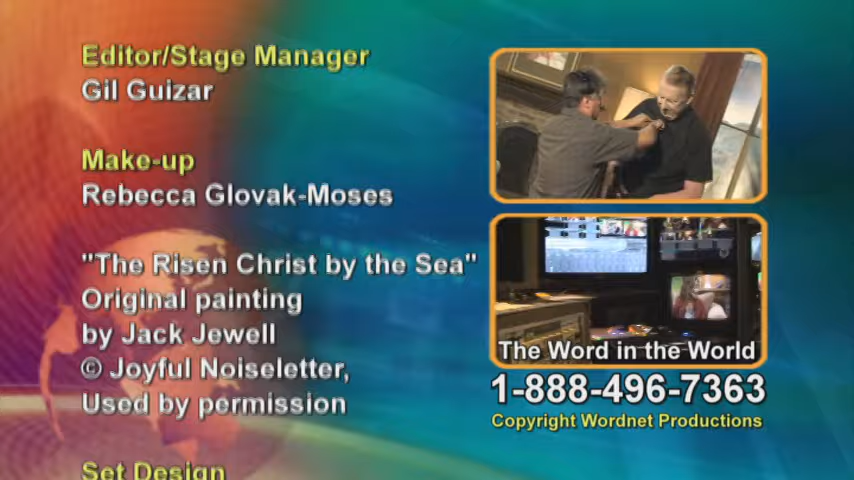 Editor/Stage Manager
Gil Guizar
Make-up
Rebecca Glovak-Moses
"The Risen Christ by the Sea"
Original painting
by Jack Jewell
© Joyful Noiseletter,
Used by permission
Set Design
The Word in the World
1-888-496-7363
Copyright Wordnet Productions